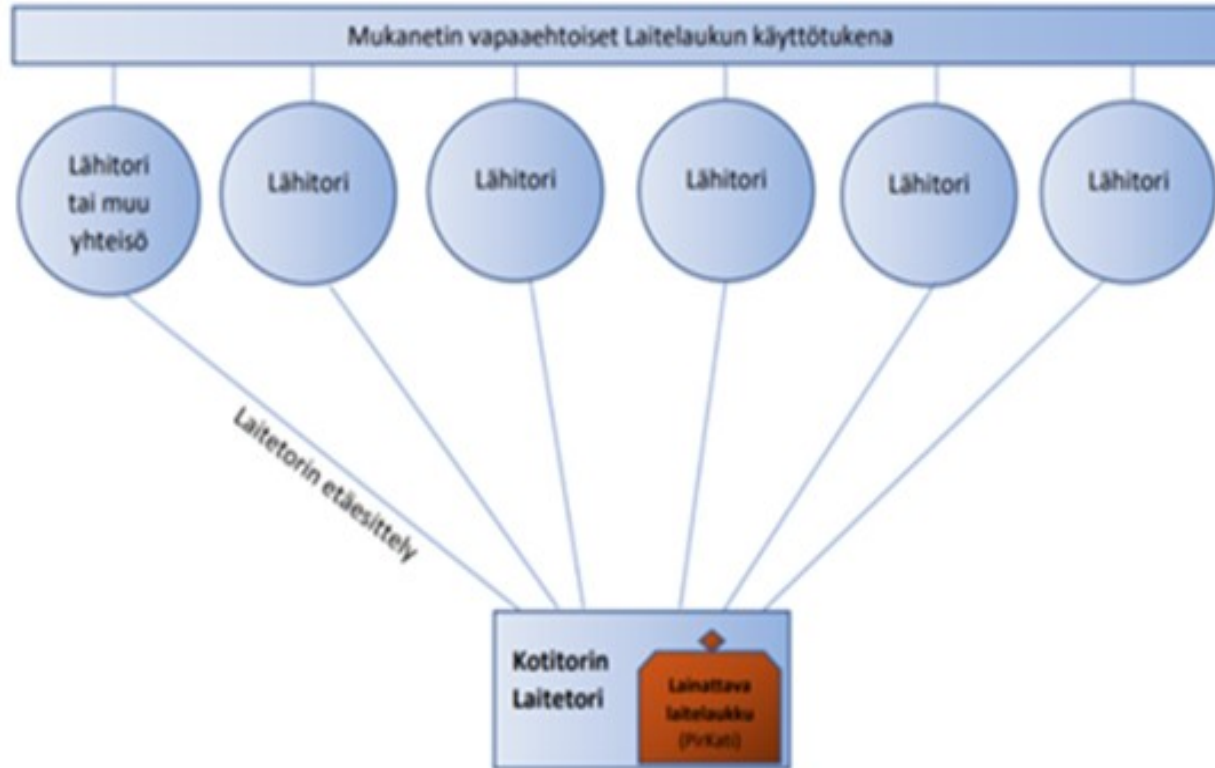 Mukanetin vapaaehtoiset Laitelaukun käyttötukena
Lähitori
tai muu
yhteisö
Lähitori
Lähitori
Lähitori
Lähitori
Lähitori
Laitetorin etäesittely
Kotitorin
Laitetori
Lainattava
laitelaukku
(PirKati)